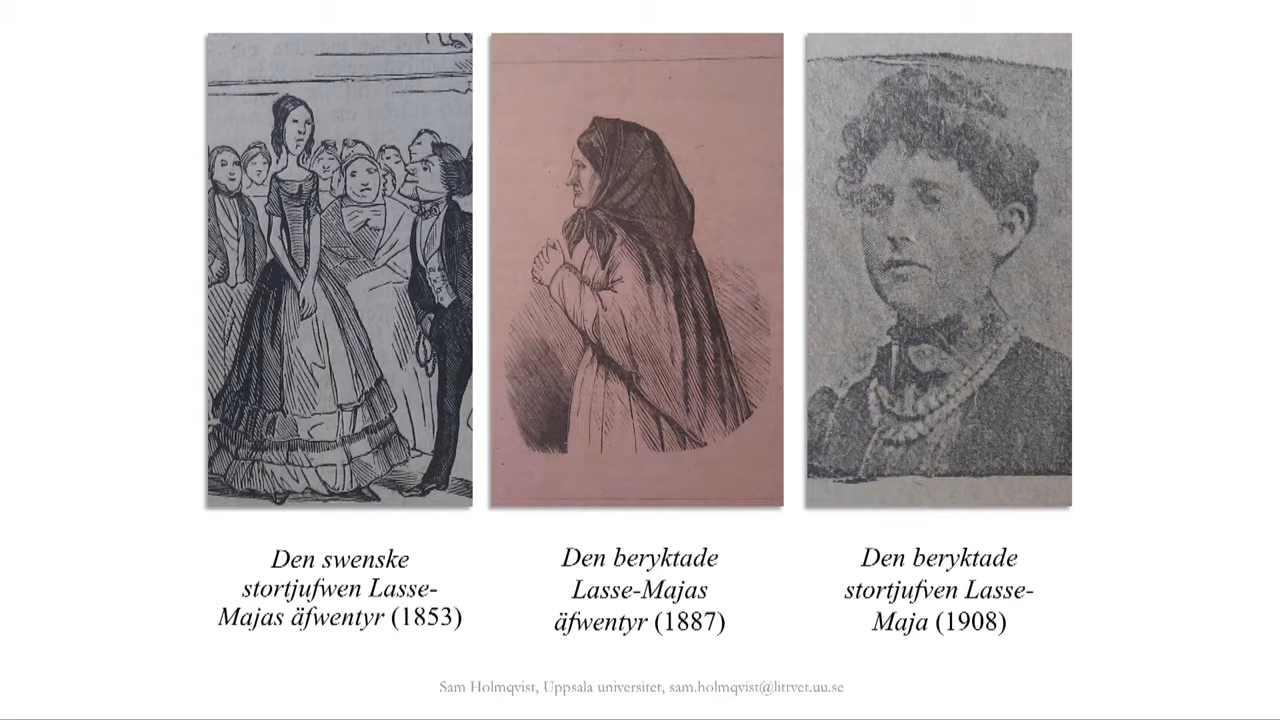 Den swenske
stortjufwen Lasse-
Majas äfwentyr (1853)
Den beryktade
Lasse-Majas
äfwentyr (1887)
Den beryktade
stortjufven Lasse-
Maja (1908)
Sam Holmqvist, Uppsala universitet, sam.holmqvist@littvet.uu.se